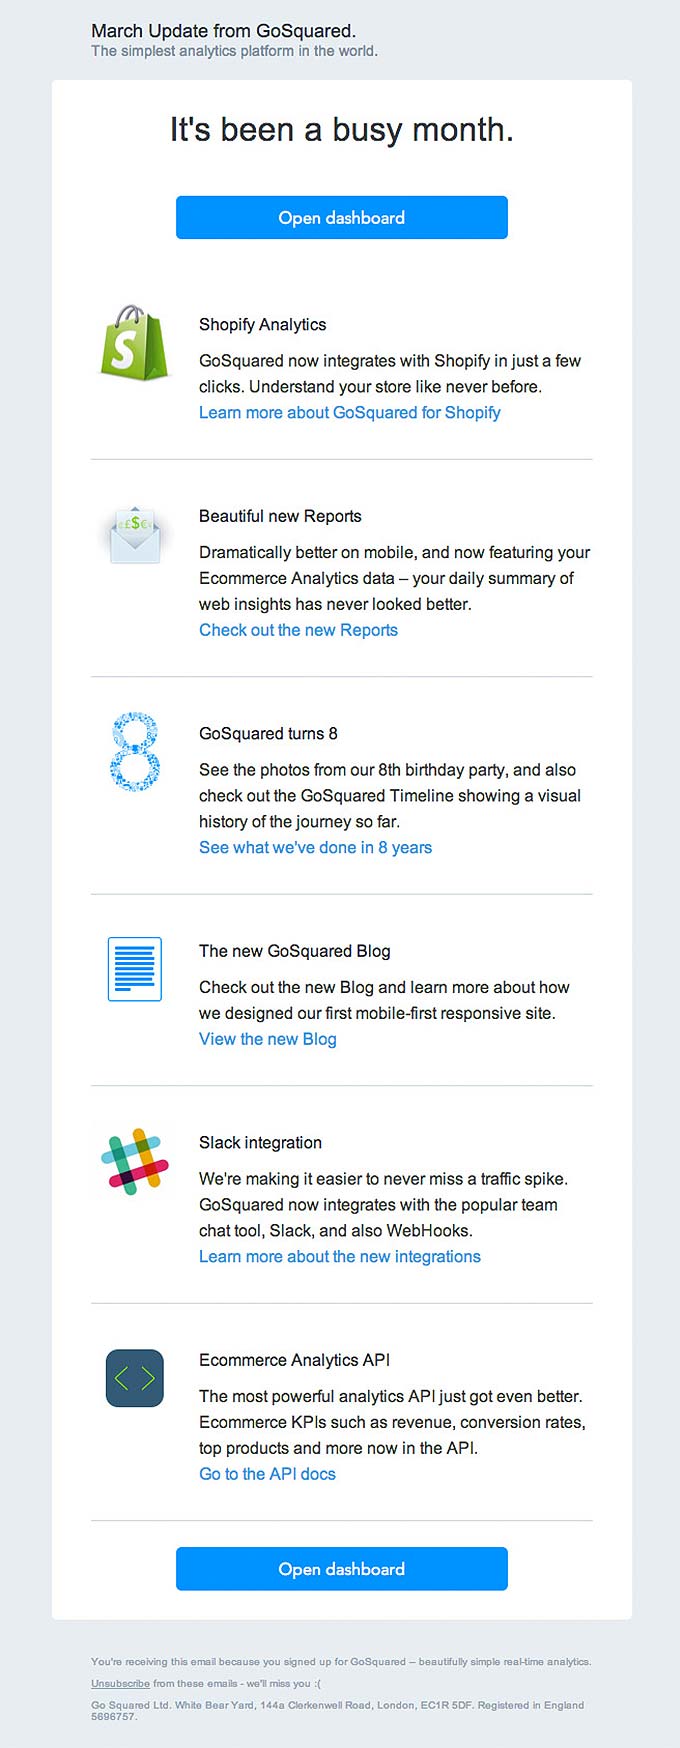 March Update from GoSquared.
The simplest analytics platform in the world.
It's been a busy month.
Open dashboard
S
Shopify Analytics
GoSquared now integrates with Shopify in just a few
clicks. Understand your store like never before.
Learn more about GoSquared for Shopify
£$€
Beautiful new Reports
Dramatically better on mobile, and now featuring your
Ecommerce Analytics data – your daily summary of
web insights has never looked better.
Check out the new Reports
8
GoSquared turns 8
See the photos from our 8th birthday party, and also
check out the GoSquared Timeline showing a visual
history of the journey so far.
See what we've done in 8 years
The new GoSquared Blog
Check out the new Blog and learn more about how
we designed our first mobile-first responsive site.
View the new Blog
Slack integration
We're making it easier to never miss a traffic spike.
GoSquared now integrates with the popular team
chat tool, Slack, and also WebHooks.
Learn more about the new integrations
< >
Ecommerce Analytics API
The most powerful analytics API just got even better.
Ecommerce KPIs such as revenue, conversion rates,
top products and more now in the API.
Go to the API docs
Open dashboard
You're receiving this email because you signed up for GoSquared – beautifully simple real-time analytics.
Unsubscribe from these emails - we'll miss you :(
Go Squared Ltd. White Bear Yard, 144a Clerkenwell Road, London, EC1R 5DF. Registered in England
5696757.